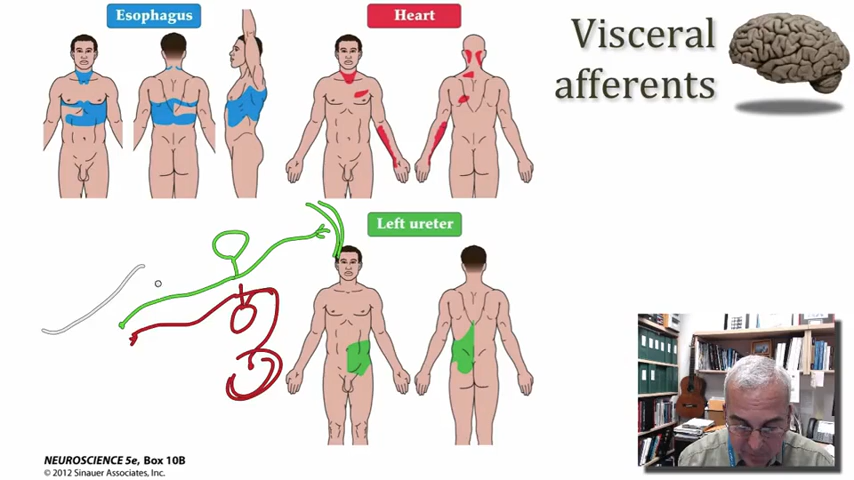 Esophagus
Heart
Visceral
afferents
Left ureter
NEUROSCIENCE 5e, Box 10B
© 2012 Sinauer Associates, Inc.